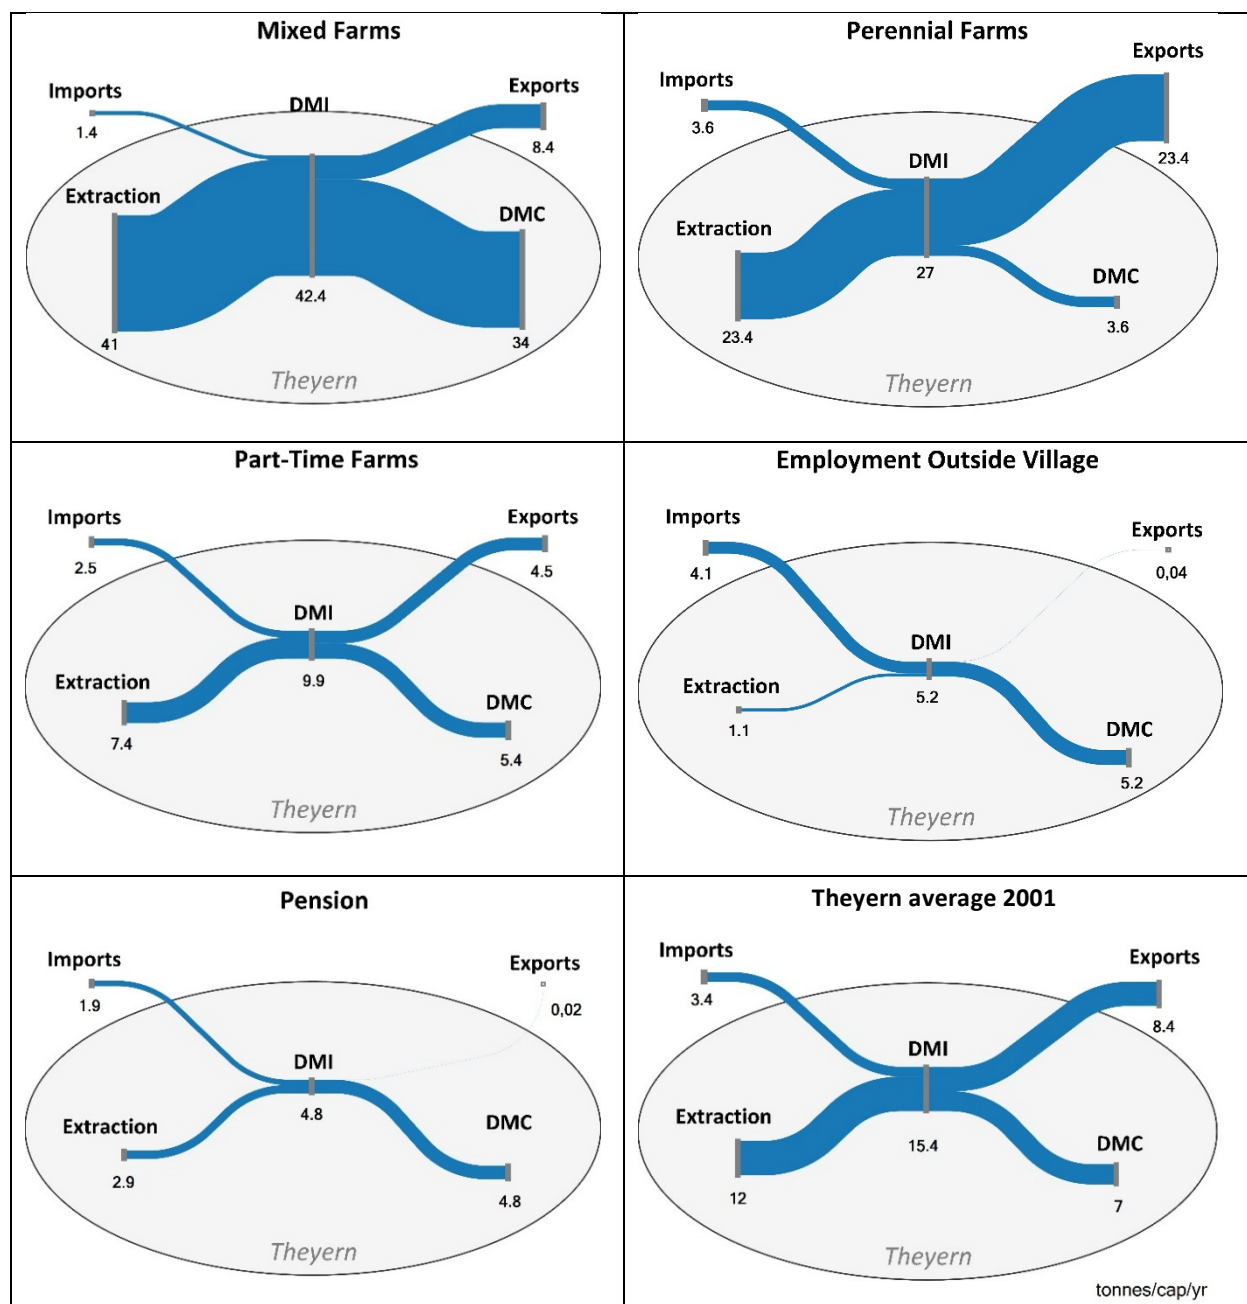 Mixed Farms
Imports
1.4
DMI
Exports
8.4
Extraction
41
42.4
DMC
34
Theyern
Perennial Farms
Exports
Imports
3.6
23.4
DMI
Extraction
27
23.4
DMC
3.6
Theyern
Part-Time Farms
Imports
2.5
Exports
4.5
DMI
9.9
Extraction
7.4
DMC
5.4
Theyern
Employment Outside Village
Imports
4.1
Exports
0,04
DMI
5.2
Extraction
1.1
DMC
5.2
Theyern
Pension
Imports
1.9
Exports
0,02
DMI
4.8
Extraction
2.9
DMC
4.8
Theyern
Theyern average 2001
Imports
3.4
Exports
8.4
DMI
15.4
Extraction
12
DMC
7
Theyern
tonnes/cap/yr